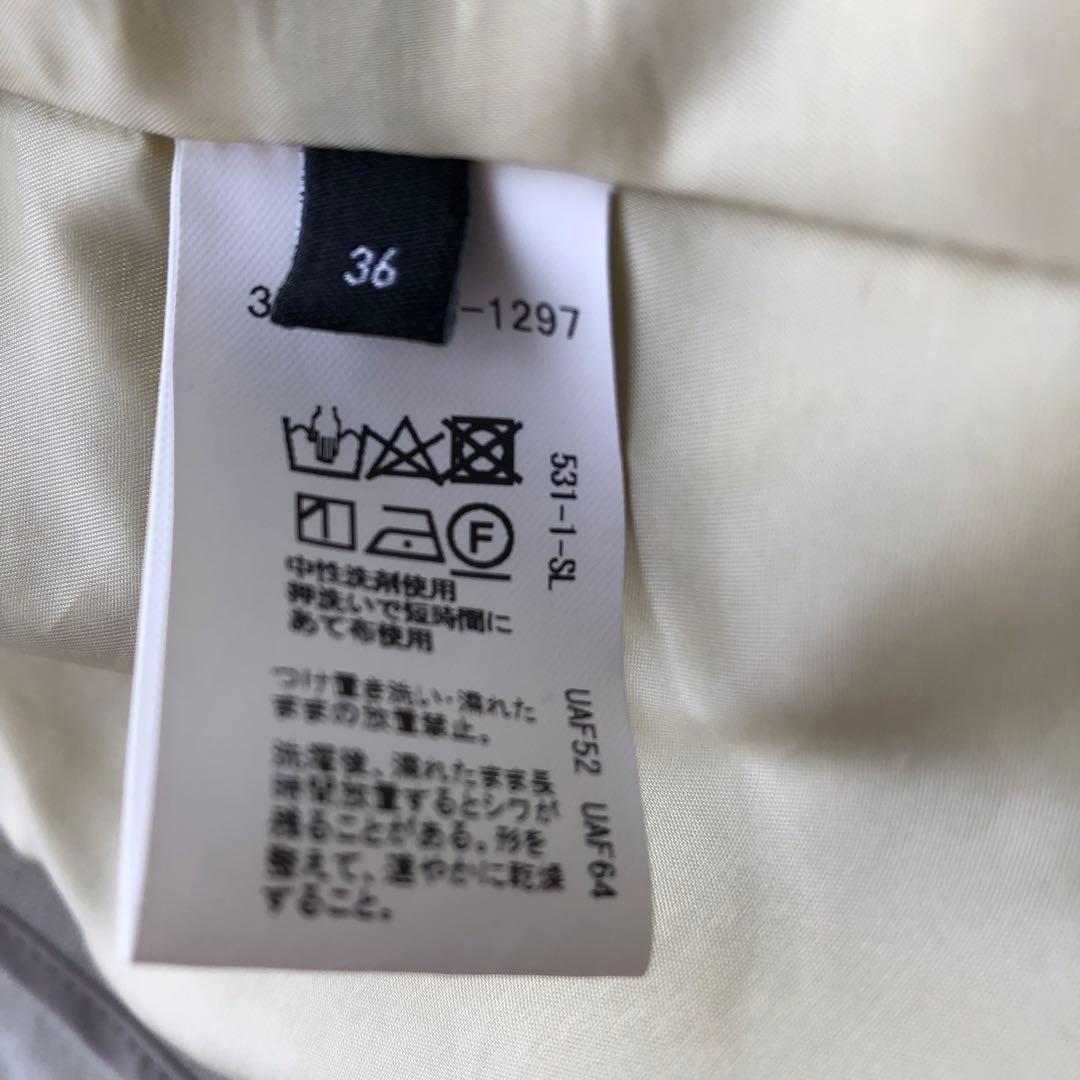 36
3
-1297
F
中性洗剤使用
押洗いで短時間に
あて布使用
つけ置き洗い・濡れた
ままの放置禁止。
洗濯後、濡れたまま長
時間放置するとシワが
残ることがある。形を
整えて、速やかに乾燥
すること。
531-1-SL
UAF52 UAF64